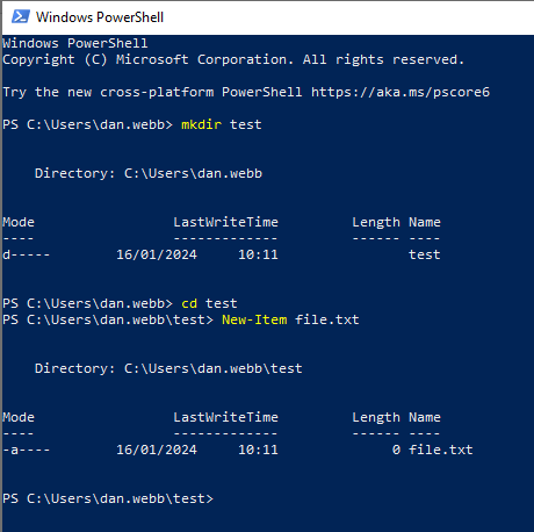 Windows PowerShell
Windows PowerShell
Copyright (C) Microsoft Corporation. All rights reserved.
Try the new cross-platform PowerShell https://aka.ms/pscore6
PS C:\Users\dan.webb> mkdir test
Directory: C:\Users\dan.webb
Mode                 LastWriteTime         Length Name
----                 -------------         ------ ----
d-----        16/01/2024     10:11                test
PS C:\Users\dan.webb> cd test
PS C:\Users\dan.webb\test> New-Item file.txt
Directory: C:\Users\dan.webb\test
Mode                 LastWriteTime         Length Name
----                 -------------         ------ ----
-a----        16/01/2024     10:11              0 file.txt
PS C:\Users\dan.webb\test>